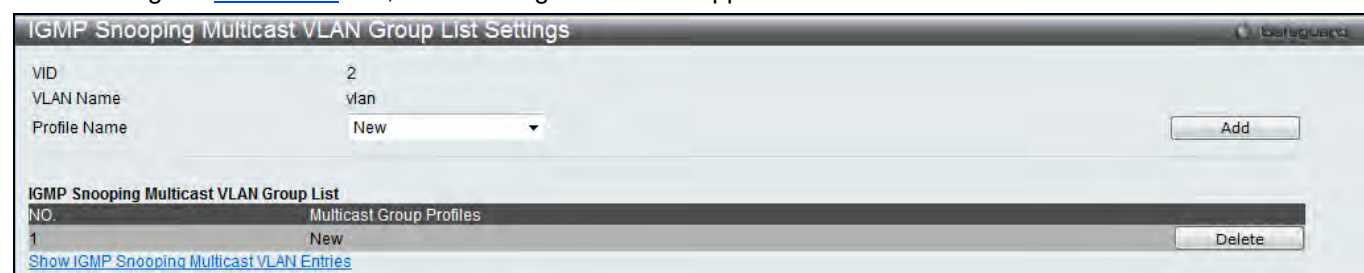 IGMP Snooping Multicast VLAN Group List Settings
VID 2
VLAN Name vlan
Profile Name New Add
IGMP Snooping Multicast VLAN Group List
NO. Multicast Group Profiles
1 New Delete
Show IGMP Snooping Multicast VLAN Entries